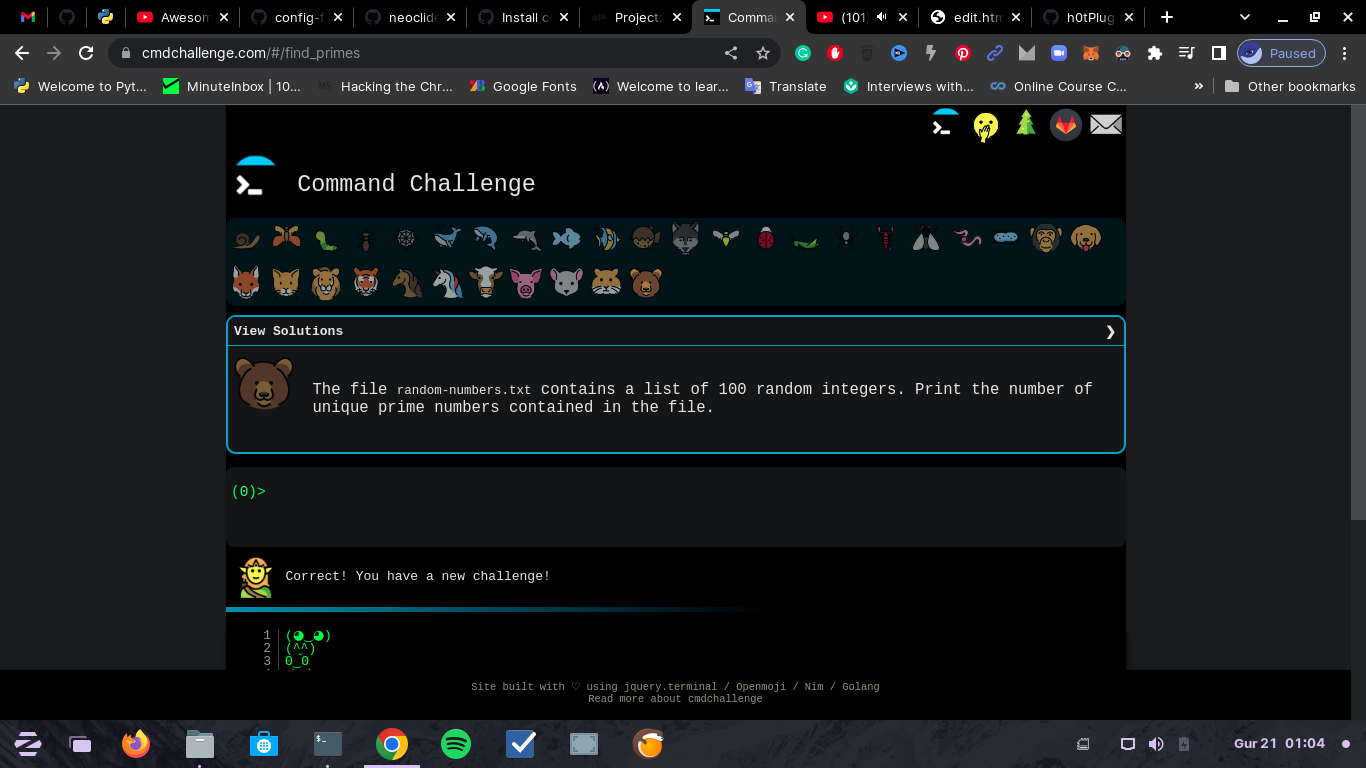 Awesom
config-f
neoclide
Install c
Project:
Comman
(101)
edit.htm
h0tPlug
cmdchallenge.com/#/find_primes
Paused
Welcome to Pyt...
MinuteInbox | 10...
Hacking the Chr...
Google Fonts
Welcome to lear...
Translate
Interviews with...
Online Course C...
»
Other bookmarks
Command Challenge
View Solutions
The file random-numbers.txt contains a list of 100 random integers. Print the number of
unique prime numbers contained in the file.
(0)>
Correct! You have a new challenge!
1 (◕‿◕)
2 (^̮^)
3 0‿0
Site built with ♡ using jquery.terminal / Openmoji / Nim / Golang
Read more about cmdchallenge
Gur 21 01:04